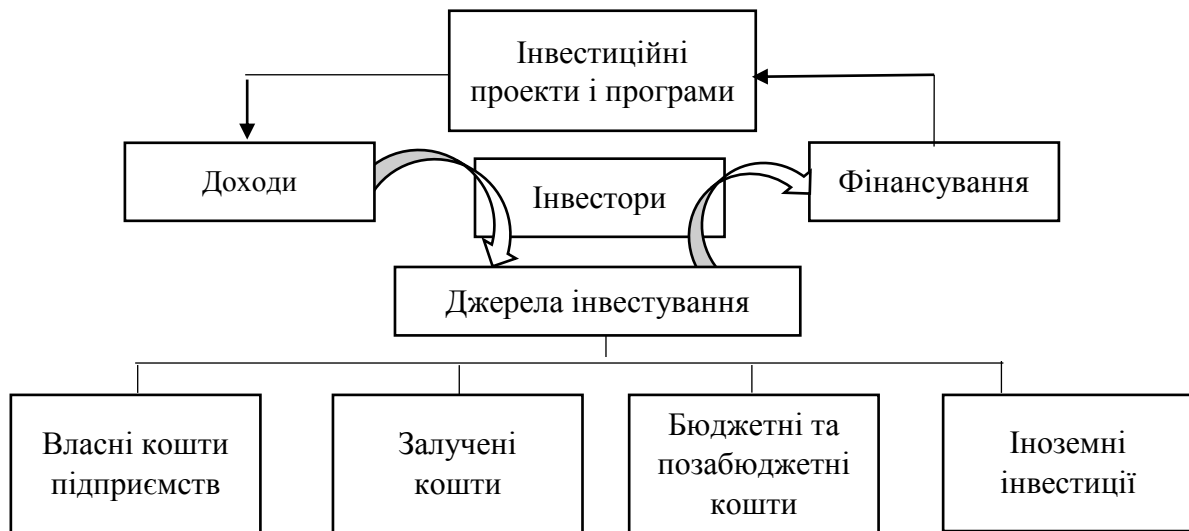 Інвестиційні
проекти і програми
Доходи
Інвестори
Фінансування
Джерела інвестування
Власні кошти
підприємств
Залучені
кошти
Бюджетні та
позабюджетні
кошти
Іноземні
інвестиції